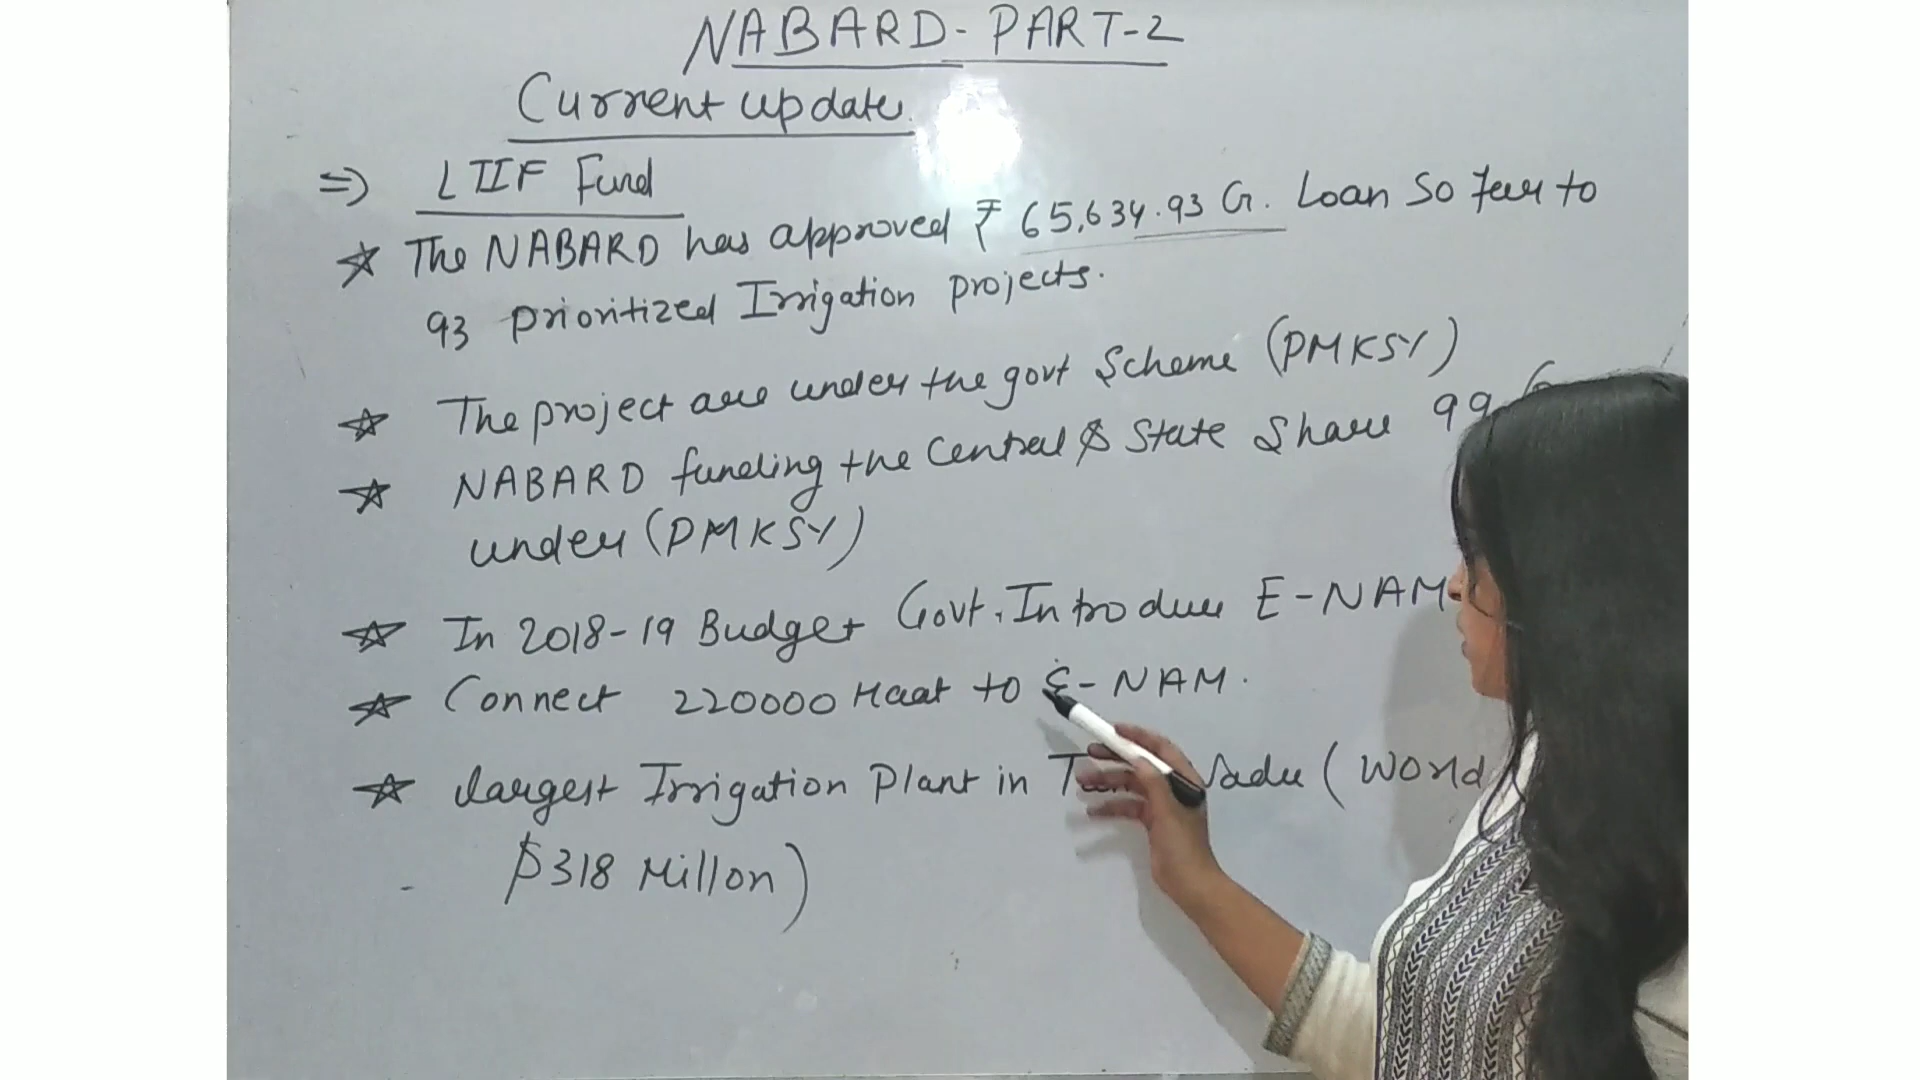 NABARD - PART-2
Current update.
=> LTIF Fund
The NABARD has approved ₹ 65,634.93 Cr. Loan So far to
93 prioritized Irrigation projects.
The project are under the govt Scheme (PMKSY)
NABARD funding the Central & State Share 99
under (PMKSY)
In 2018-19 Budget Govt. Introduce E-NAM
Connect 220000 Haat to E-NAM.
largest Irrigation Plant in Nadu (World
$318 Millon)